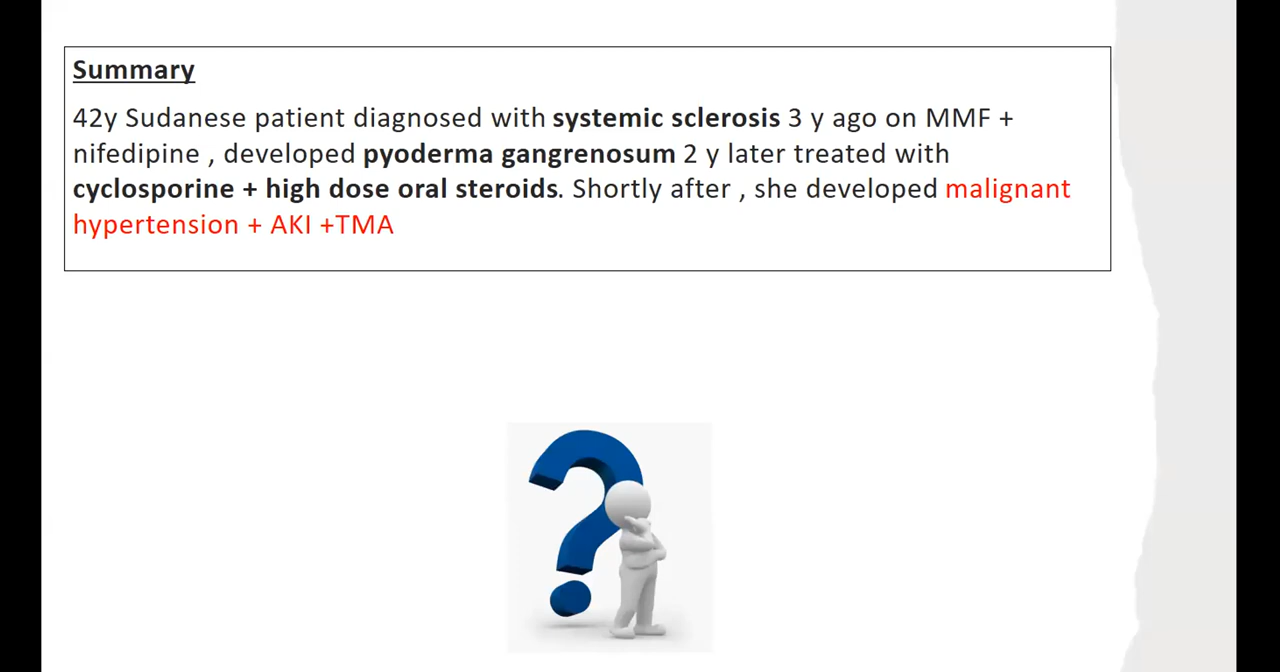 Summary
42y Sudanese patient diagnosed with systemic sclerosis 3 y ago on MMF +
nifedipine , developed pyoderma gangrenosum 2 y later treated with
cyclosporine + high dose oral steroids. Shortly after , she developed malignant
hypertension + AKI +TMA